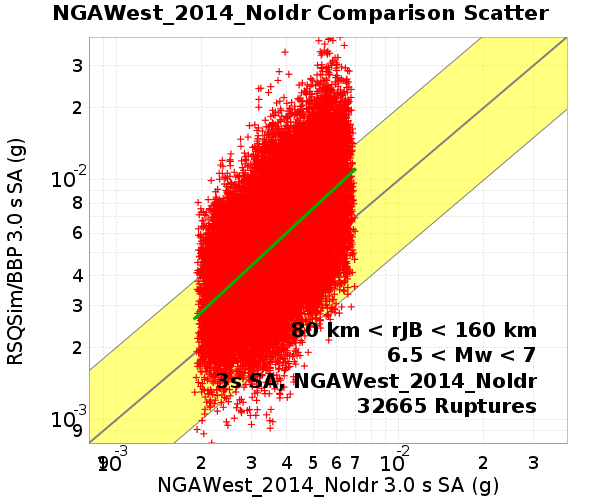 NGAWest_2014_NoIdr Comparison Scatter
RSQSim/BBP 3.0 s SA (g)
3
2
10-2
8
6
4
3
2
10-3
9
80 km < rJB < 160 km
6.5 < Mw < 7
3s SA, NGAWest_2014_NoIdr
32665 Ruptures
9 10-3 2 3 4 5 6 7 10-2 2 3
NGAWest_2014_NoIdr 3.0 s SA (g)